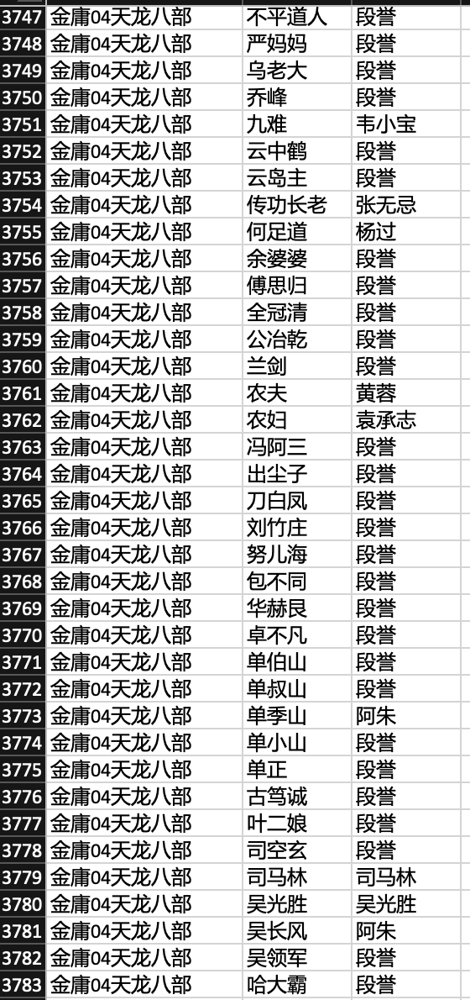 3747 金庸04天龙八部 不平道人 段誉
3748 金庸04天龙八部 严妈妈 段誉
3749 金庸04天龙八部 乌老大 段誉
3750 金庸04天龙八部 乔峰 段誉
3751 金庸04天龙八部 九难 韦小宝
3752 金庸04天龙八部 云中鹤 段誉
3753 金庸04天龙八部 云岛主 段誉
3754 金庸04天龙八部 传功长老 张无忌
3755 金庸04天龙八部 何足道 杨过
3756 金庸04天龙八部 余婆婆 段誉
3757 金庸04天龙八部 傅思归 段誉
3758 金庸04天龙八部 全冠清 段誉
3759 金庸04天龙八部 公冶乾 段誉
3760 金庸04天龙八部 兰剑 段誉
3761 金庸04天龙八部 农夫 黄蓉
3762 金庸04天龙八部 农妇 袁承志
3763 金庸04天龙八部 冯阿三 段誉
3764 金庸04天龙八部 出尘子 段誉
3765 金庸04天龙八部 刀白凤 段誉
3766 金庸04天龙八部 刘竹庄 段誉
3767 金庸04天龙八部 努儿海 段誉
3768 金庸04天龙八部 包不同 段誉
3769 金庸04天龙八部 华赫艮 段誉
3770 金庸04天龙八部 卓不凡 段誉
3771 金庸04天龙八部 单伯山 段誉
3772 金庸04天龙八部 单叔山 段誉
3773 金庸04天龙八部 单季山 阿朱
3774 金庸04天龙八部 单小山 段誉
3775 金庸04天龙八部 单正 段誉
3776 金庸04天龙八部 古笃诚 段誉
3777 金庸04天龙八部 叶二娘 段誉
3778 金庸04天龙八部 司空玄 段誉
3779 金庸04天龙八部 司马林 司马林
3780 金庸04天龙八部 吴光胜 吴光胜
3781 金庸04天龙八部 吴长风 阿朱
3782 金庸04天龙八部 吴领军 段誉
3783 金庸04天龙八部 哈大霸 段誉